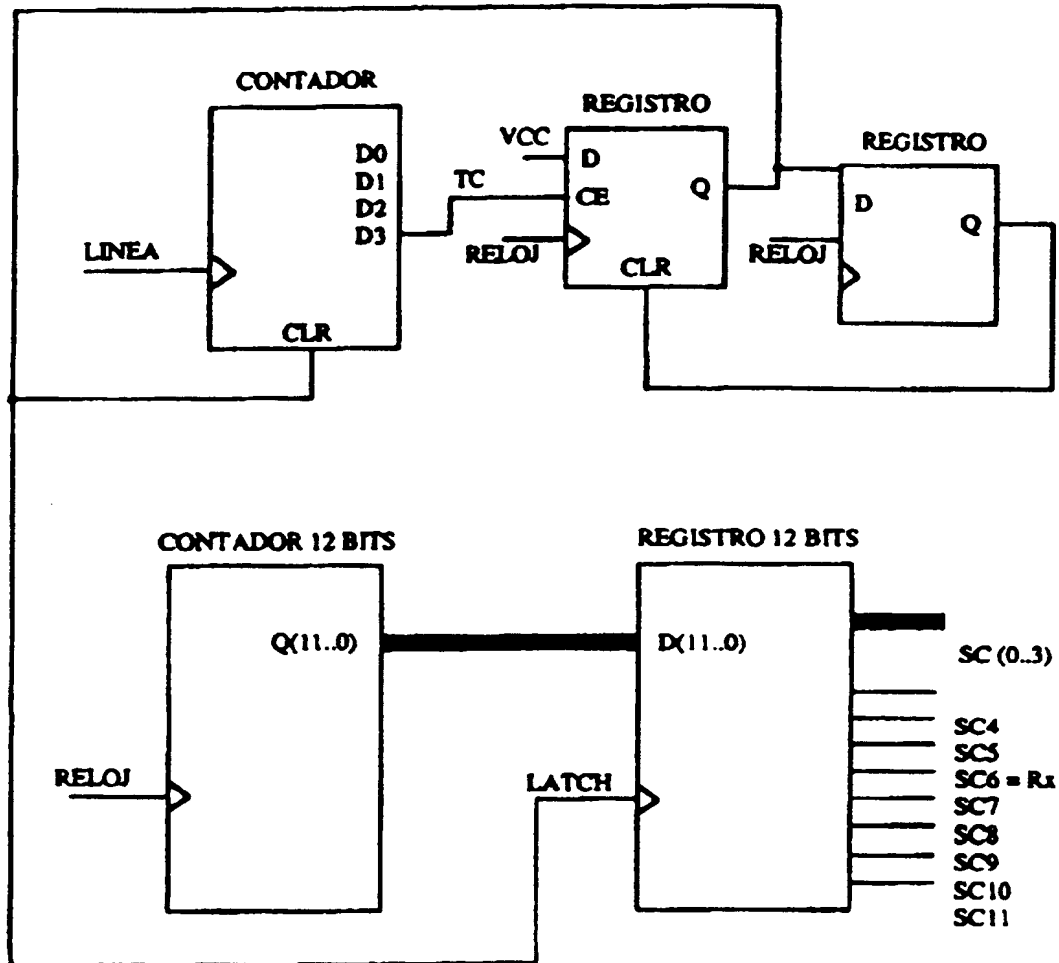 CONTADOR
D0
D1
D2
D3
TC
LINEA
CLR
REGISTRO
VCC
D
CE
Q
RELOJ
CLR
REGISTRO
D
Q
RELOJ
CONTADOR 12 BITS
Q(11..0)
RELOJ
REGISTRO 12 BITS
D(11..0)
LATCH
SC (0..3)
SC4
SC5
SC6 = Rx
SC7
SC8
SC9
SC10
SC11